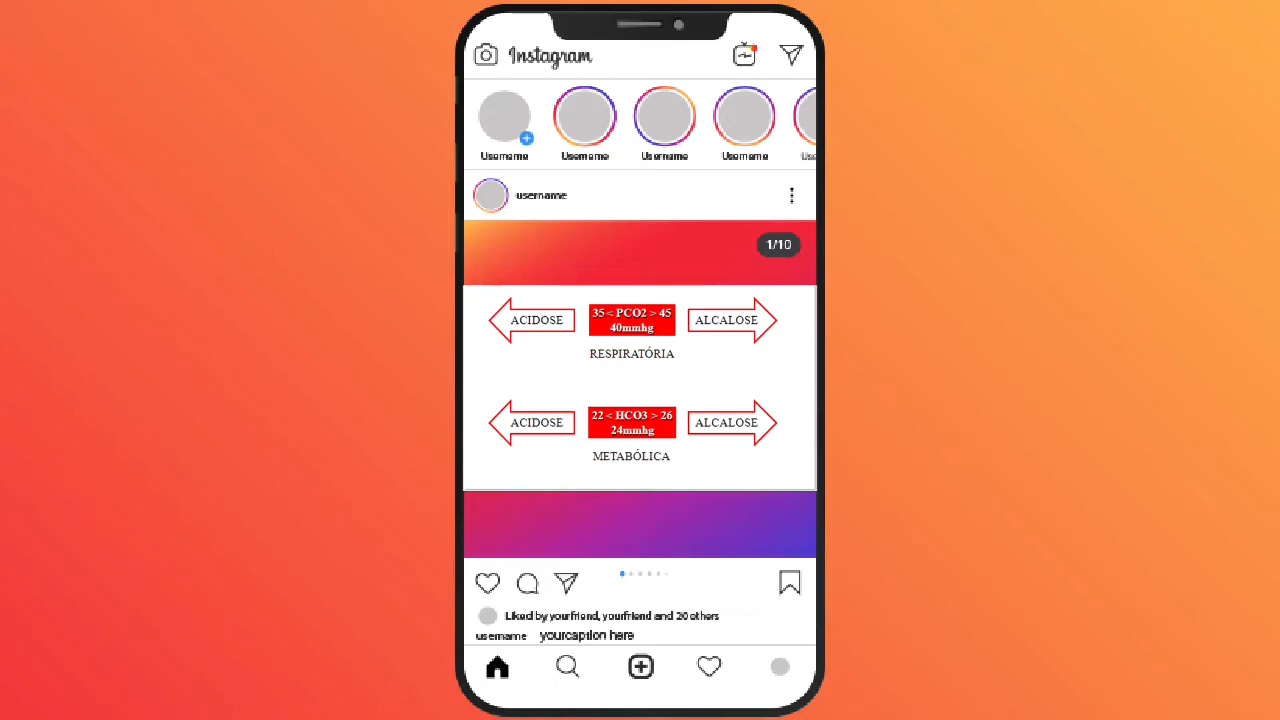 Instagram
Username Username Username Username Use
username
1/10
ACIDOSE
35 < PCO2 > 45
40mmhg
ALCALOSE
RESPIRATÓRIA
ACIDOSE
22 < HCO3 > 26
24mmhg
ALCALOSE
METABÓLICA
Liked by yourfriend, yourfriend and 20 others
username yourcaption here